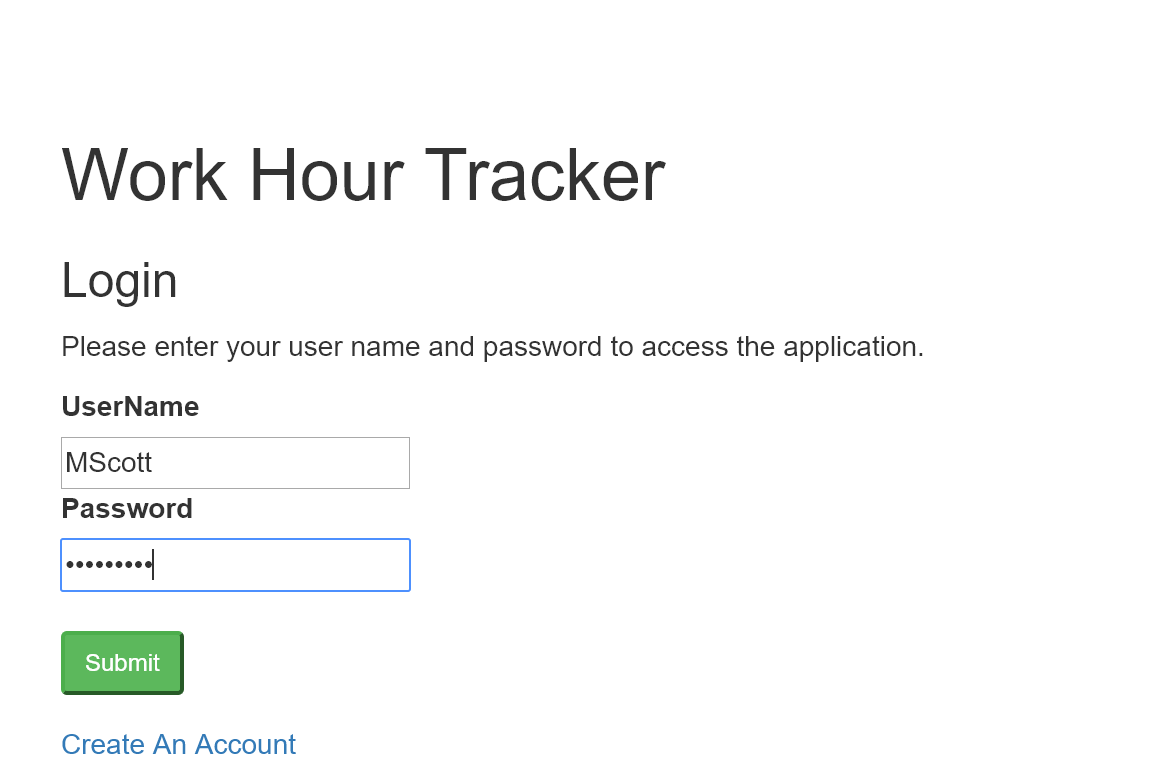 Work Hour Tracker
Login
Please enter your user name and password to access the application.
UserName
MScott
Password
•••••••••
Submit
Create An Account